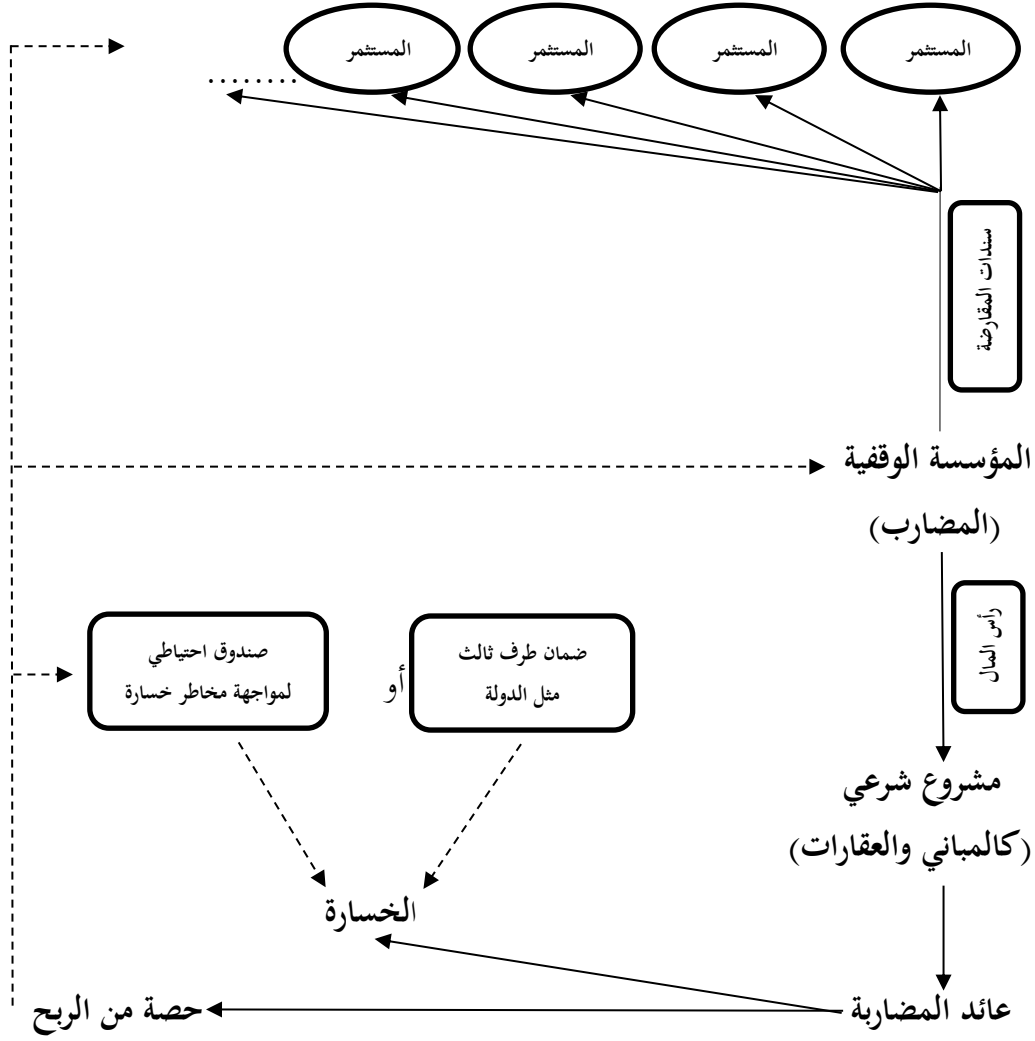 المستثمر
المستثمر
المستثمر
المستثمر
........
سندات المقارضة
المؤسسة الوقفية
(المضارب)
رأس المال
ضمان طرف ثالث
مثل الدولة
أو
صندوق احتياطي
لمواجهة مخاطر خسارة
مشروع شرعي
(كالمباني والعقارات)
الخسارة
عائد المضاربة
حصة من الربح